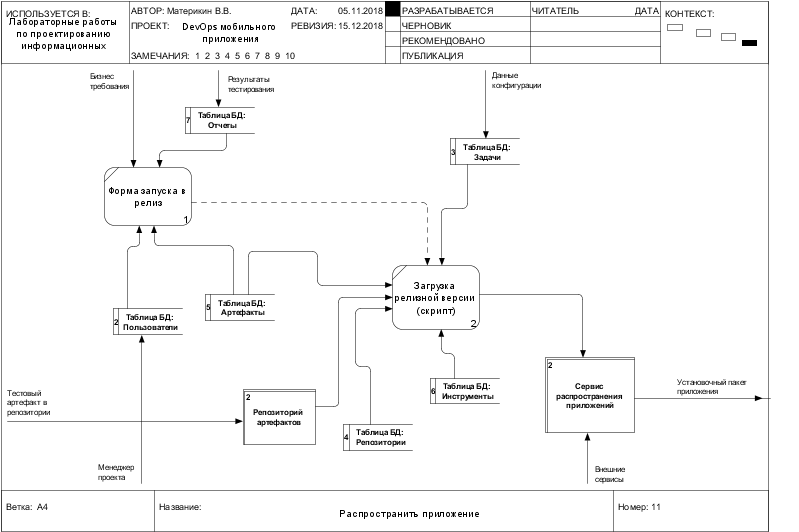 ИСПОЛЬЗУЕТСЯ В:
Лабораторные работы
по проектированию
информационных
АВТОР: Материкин В.В.
ДАТА: 05.11.2018
ПРОЕКТ: DevOps мобильного
приложения
РЕВИЗИЯ: 15.12.2018
ЗАМЕЧАНИЯ: 1 2 3 4 5 6 7 8 9 10
РАЗРАБАТЫВАЕТСЯ
ЧЕРНОВИК
РЕКОМЕНДОВАНО
ПУБЛИКАЦИЯ
ЧИТАТЕЛЬ
ДАТА
КОНТЕКСТ:
Бизнес
требования
Результаты
тестирования
Данные
конфигурации
7
Таблица БД:
Отчеты
3
Таблица БД:
Задачи
Форма запуска в
релиз
1
Загрузка
релизной версии
(скрипт)
2
2
Таблица БД:
Пользователи
5
Таблица БД:
Артефакты
6
Таблица БД:
Инструменты
2
Сервис
распространения
приложений
Установочный пакет
приложения
Тестовый
артефакт в
репозитории
2
Репозиторий
артефактов
4
Таблица БД:
Репозитории
Менеджер
проекта
Внешние
сервисы
Ветка: А4
Название:
Распространить приложение
Номер: 11